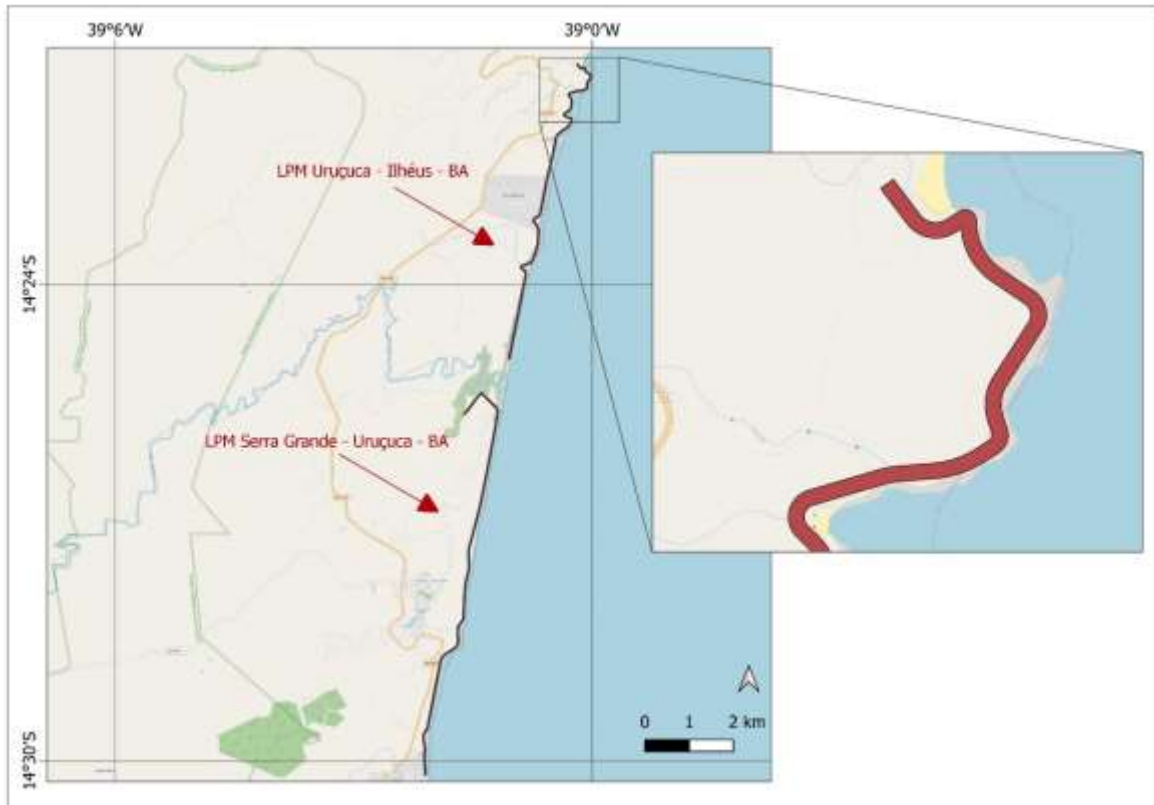 39°6'W
39°0'W
LPM Uruçuca - Ilhéus - BA
14°24'S
LPM Serra Grande - Uruçuca - BA
0 1 2 km
14°30'S